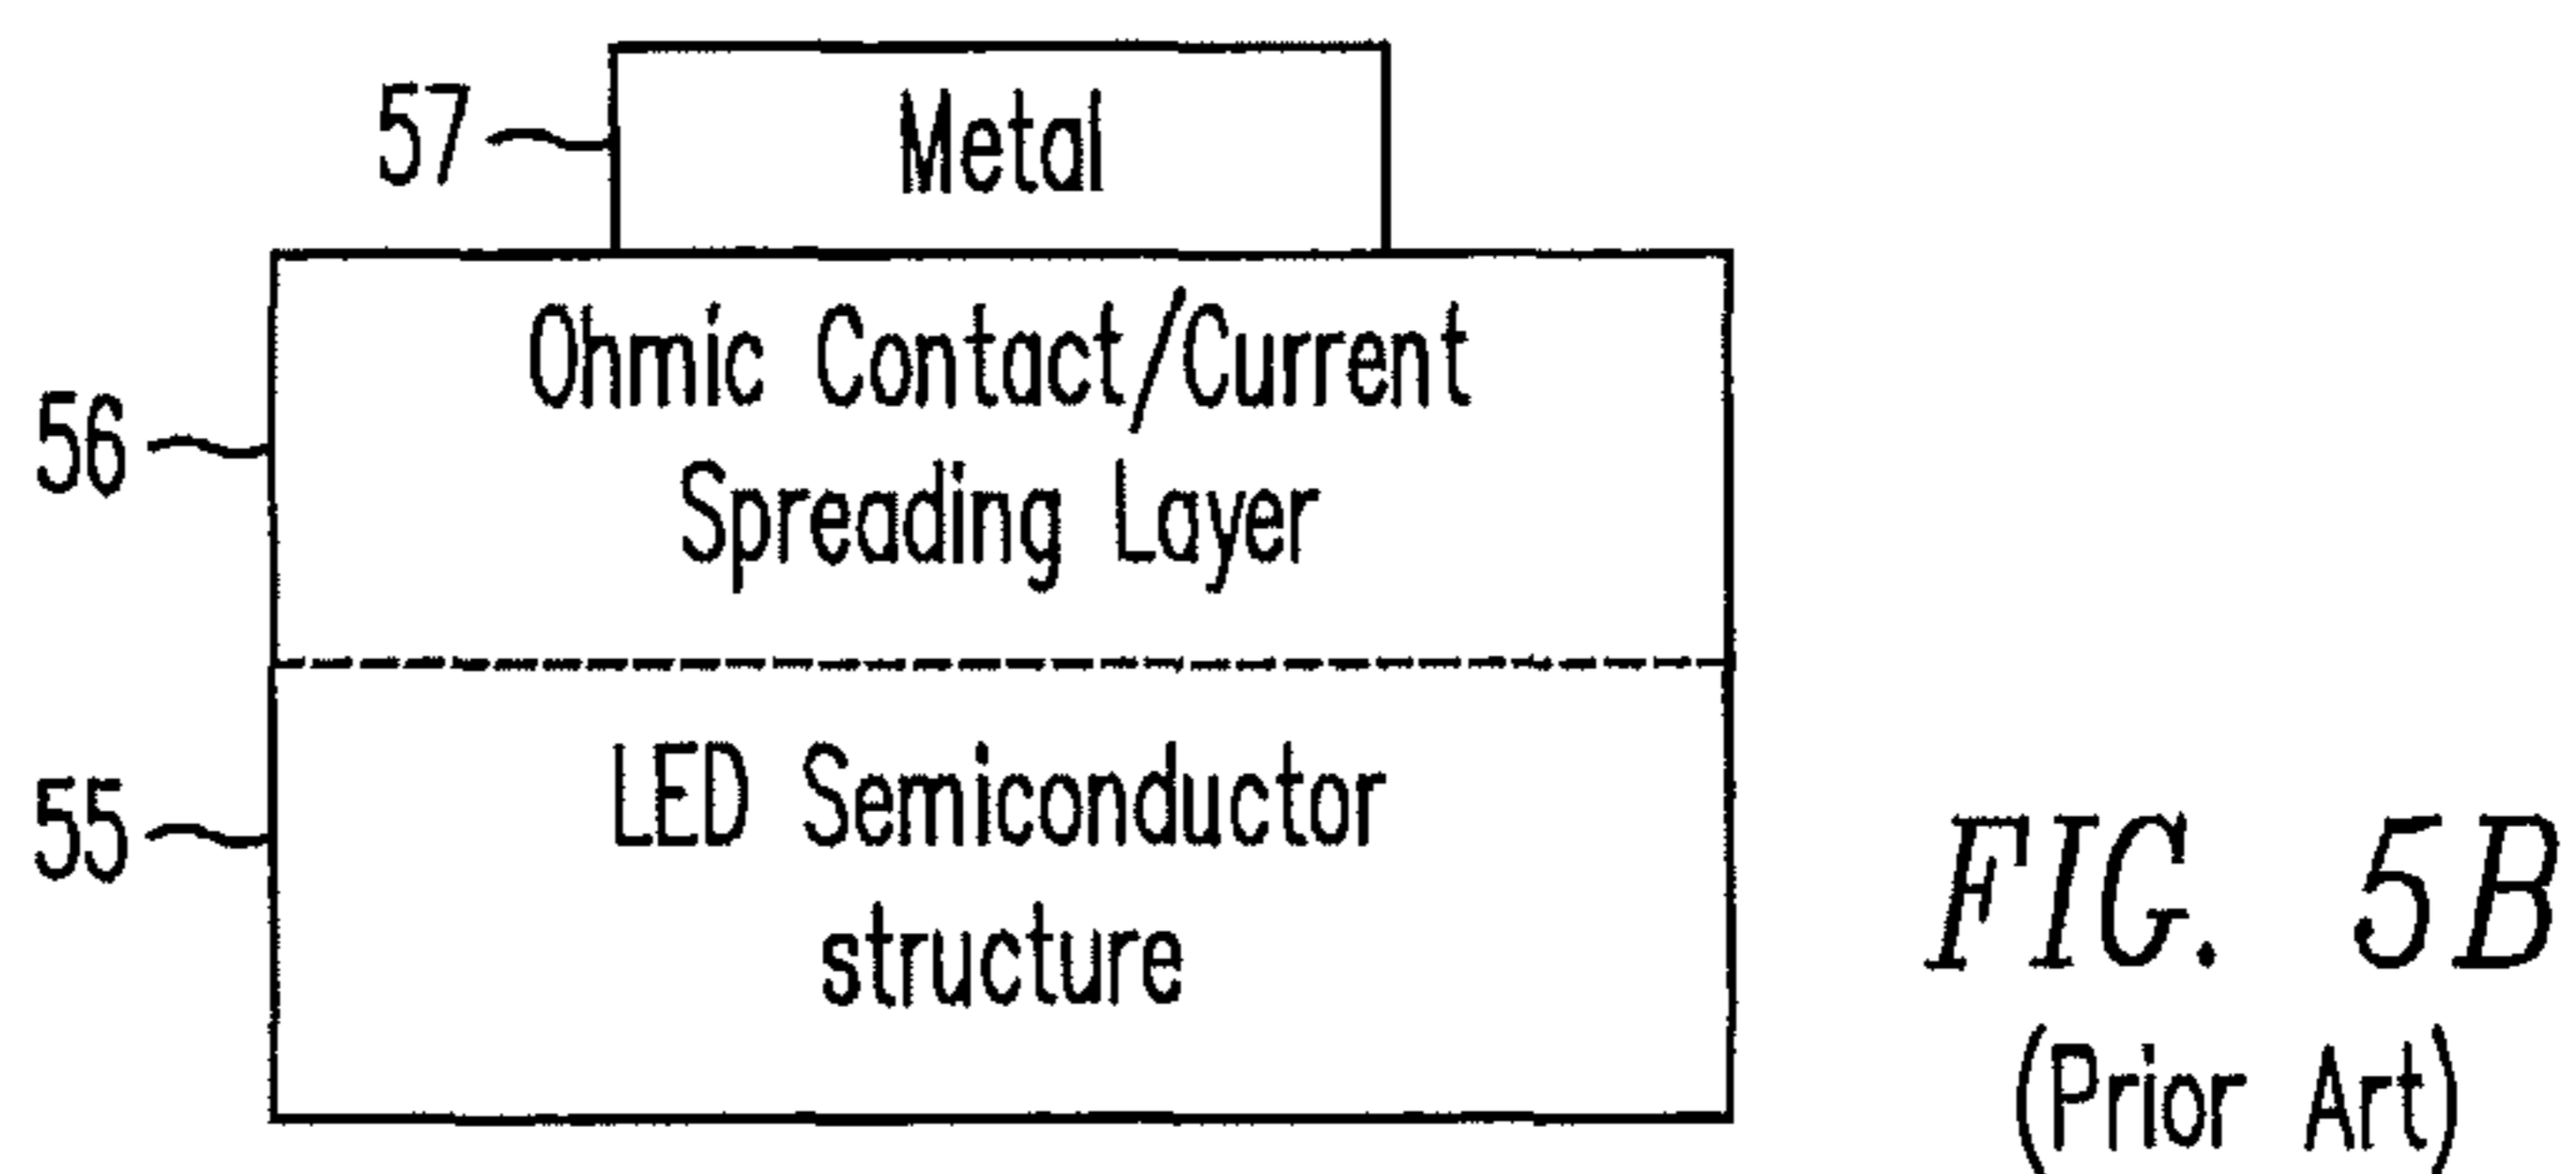 57
Metal
56
Ohmic Contact/Current
Spreading Layer
55
LED Semiconductor
structure
FIG. 5B
(Prior Art)